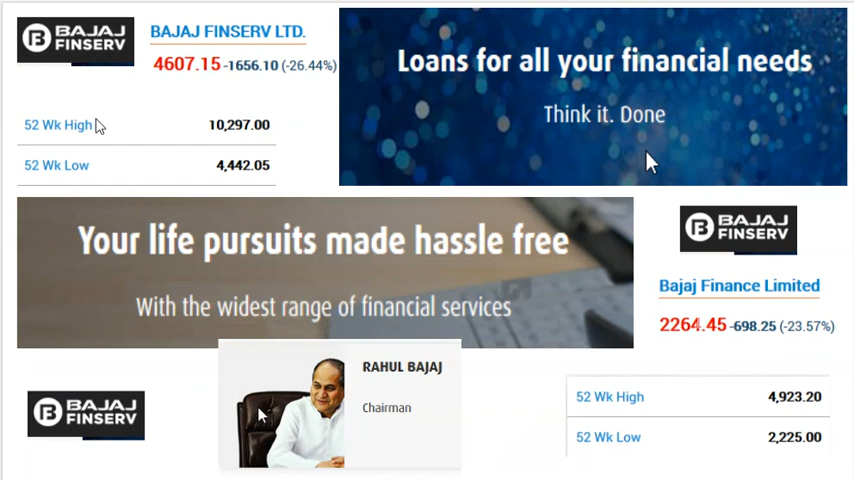 BAJAJ
FINSERV
BAJAJ FINSERV LTD.
4607.15 -1656.10 (-26.44%)
52 Wk High 10,297.00
52 Wk Low 4,442.05
Loans for all your financial needs
Think it. Done
Your life pursuits made hassle free
With the widest range of financial services
BAJAJ
FINSERV
Bajaj Finance Limited
2264.45 -698.25 (-23.57%)
BAJAJ
FINSERV
RAHUL BAJAJ
Chairman
52 Wk High 4,923.20
52 Wk Low 2,225.00